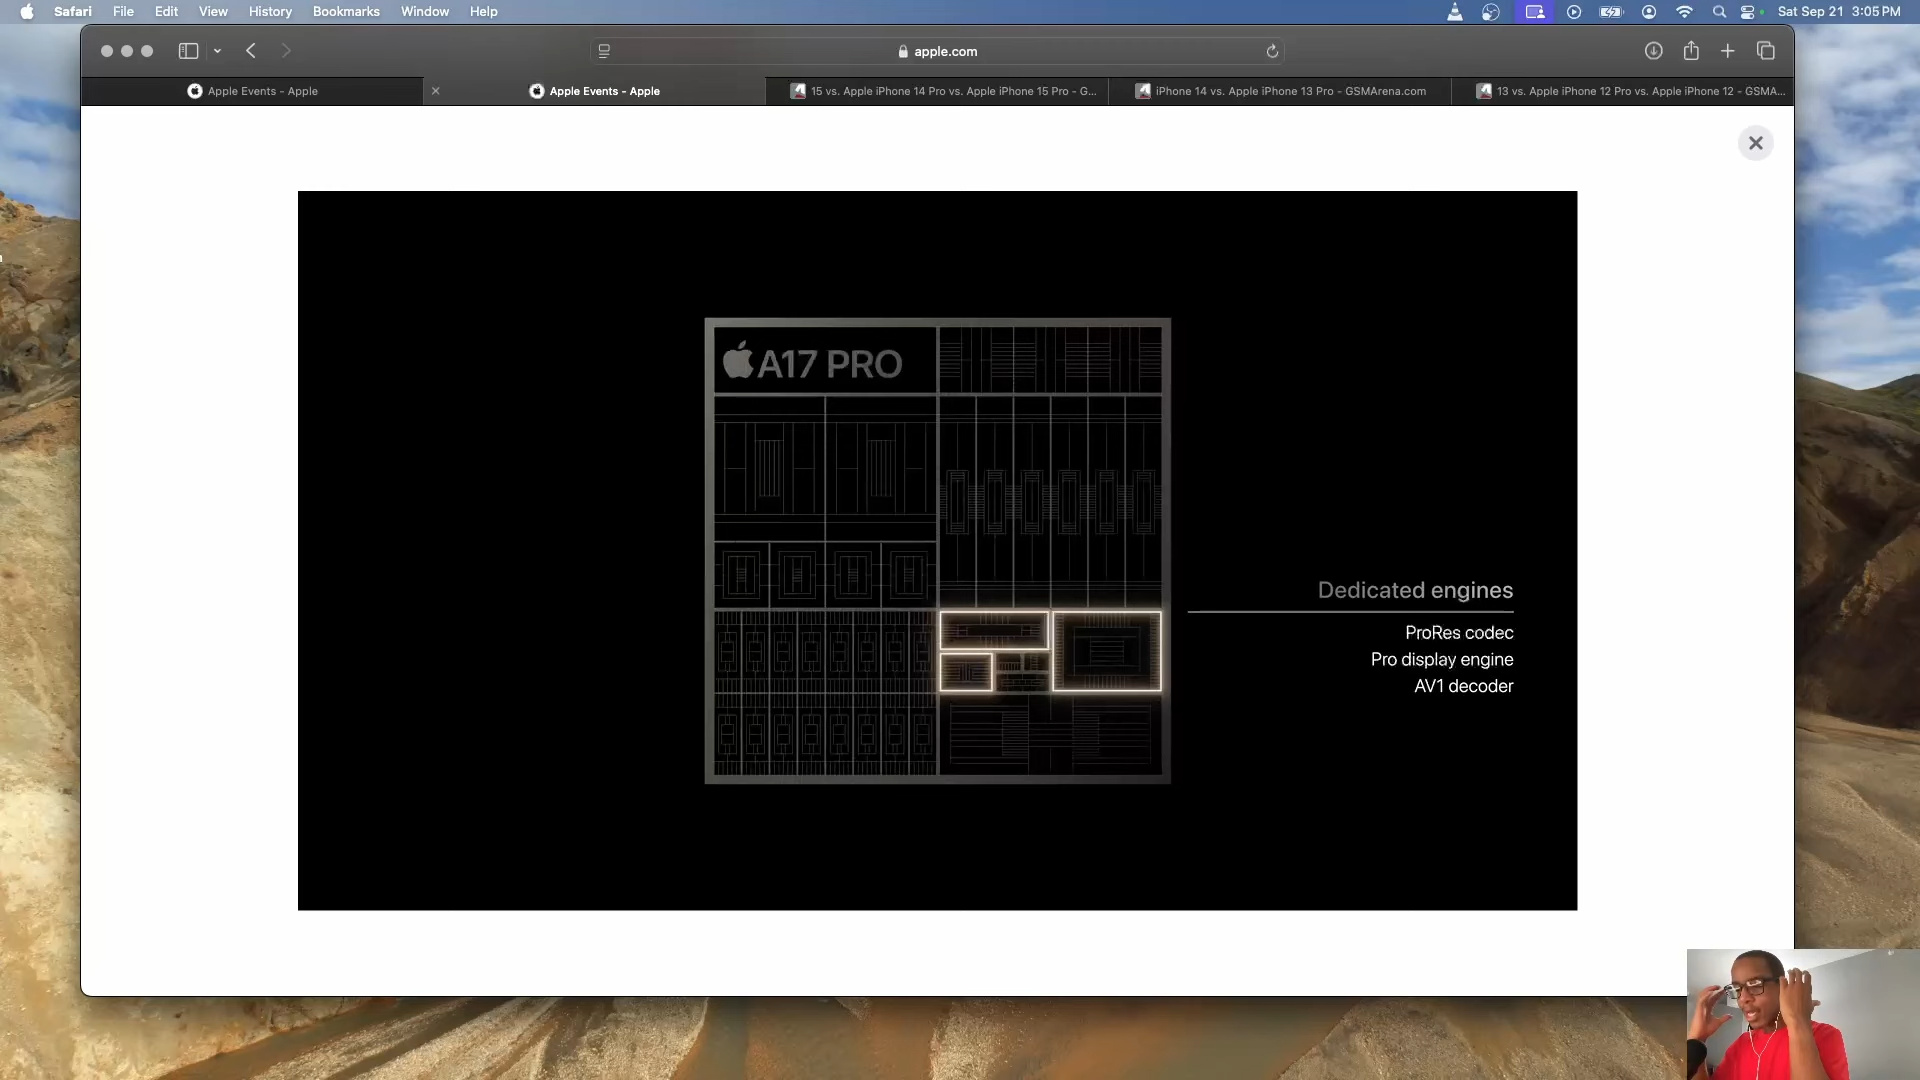 Safari File Edit View History Bookmarks Window Help
Sat Sep 21 3:05 PM
apple.com
Apple Events - Apple
Apple Events - Apple
15 vs. Apple iPhone 14 Pro vs. Apple iPhone 15 Pro - G...
iPhone 14 vs. Apple iPhone 13 Pro - GSMArena.com
13 vs. Apple iPhone 12 Pro vs. Apple iPhone 12 - GSMA...
A17 PRO
Dedicated engines
ProRes codec
Pro display engine
AV1 decoder